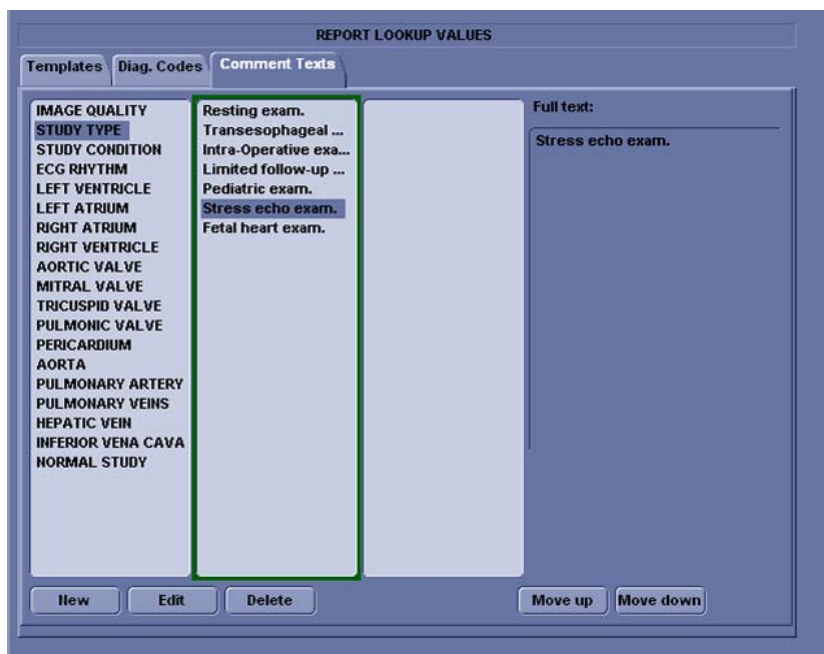 REPORT LOOKUP VALUES
Templates
Diag. Codes
Comment Texts
IMAGE QUALITY
STUDY TYPE
STUDY CONDITION
ECG RHYTHM
LEFT VENTRICLE
LEFT ATRIUM
RIGHT ATRIUM
RIGHT VENTRICLE
AORTIC VALVE
MITRAL VALVE
TRICUSPID VALVE
PULMONIC VALVE
PERICARDIUM
AORTA
PULMONARY ARTERY
PULMONARY VEINS
HEPATIC VEIN
INFERIOR VENA CAVA
NORMAL STUDY
Resting exam.
Transesophageal ...
Intra-Operative exa...
Limited follow-up ...
Pediatric exam.
Stress echo exam.
Fetal heart exam.
Full text:
Stress echo exam.
New
Edit
Delete
Move up
Move down